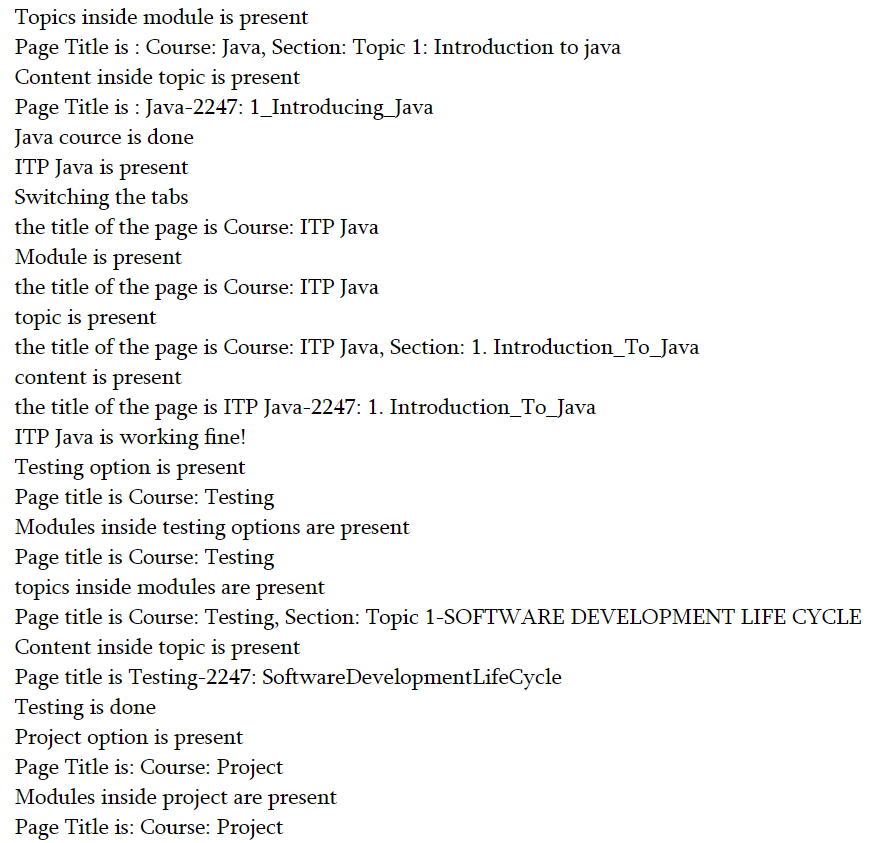 Topics inside module is present
Page Title is : Course: Java, Section: Topic 1: Introduction to java
Content inside topic is present
Page Title is : Java-2247: 1_Introducing_Java
Java cource is done
ITP Java is present
Switching the tabs
the title of the page is Course: ITP Java
Module is present
the title of the page is Course: ITP Java
topic is present
the title of the page is Course: ITP Java, Section: 1. Introduction_To_Java
content is present
the title of the page is ITP Java-2247: 1. Introduction_To_Java
ITP Java is working fine!
Testing option is present
Page title is Course: Testing
Modules inside testing options are present
Page title is Course: Testing
topics inside modules are present
Page title is Course: Testing, Section: Topic 1-SOFTWARE DEVELOPMENT LIFE CYCLE
Content inside topic is present
Page title is Testing-2247: SoftwareDevelopmentLifeCycle
Testing is done
Project option is present
Page Title is: Course: Project
Modules inside project are present
Page Title is: Course: Project